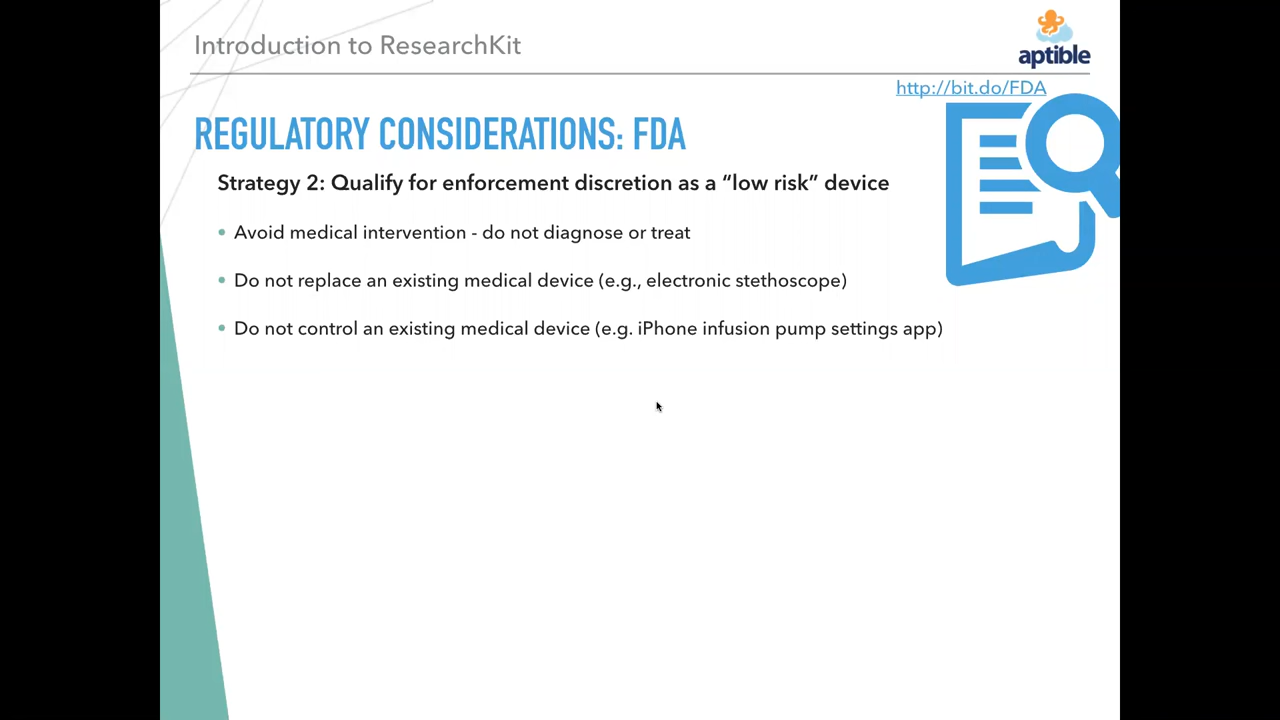 Introduction to ResearchKit
aptible
http://bit.do/FDA
REGULATORY CONSIDERATIONS: FDA
Strategy 2: Qualify for enforcement discretion as a “low risk” device
• Avoid medical intervention - do not diagnose or treat
• Do not replace an existing medical device (e.g., electronic stethoscope)
• Do not control an existing medical device (e.g. iPhone infusion pump settings app)